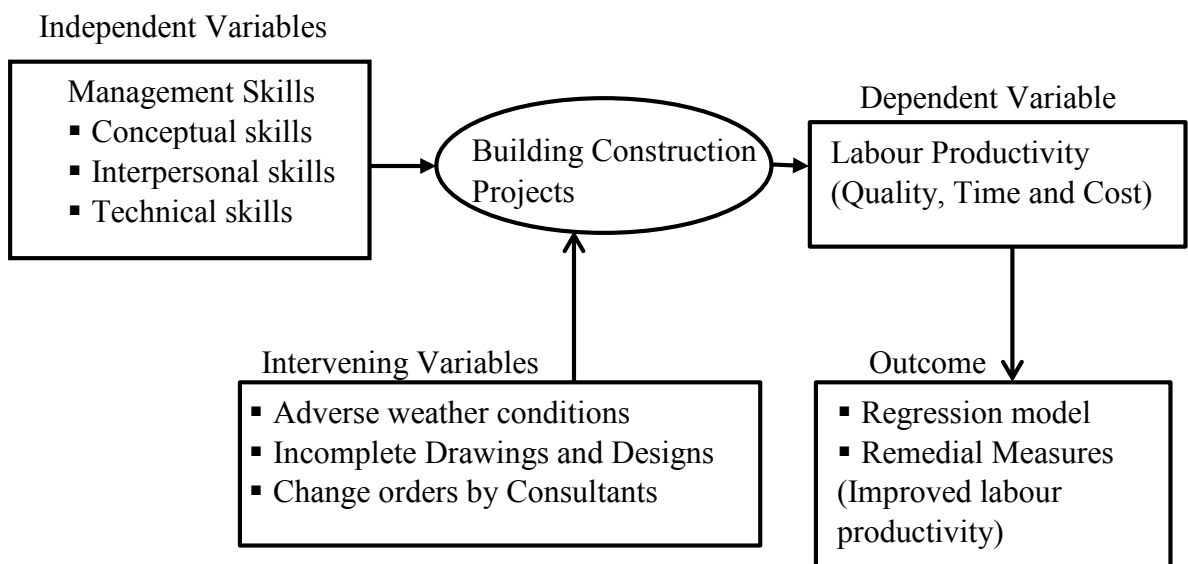 Independent Variables
Management Skills
▪ Conceptual skills
▪ Interpersonal skills
▪ Technical skills
Building Construction
Projects
Dependent Variable
Labour Productivity
(Quality, Time and Cost)
Intervening Variables
▪ Adverse weather conditions
▪ Incomplete Drawings and Designs
▪ Change orders by Consultants
Outcome
▪ Regression model
▪ Remedial Measures
(Improved labour
productivity)